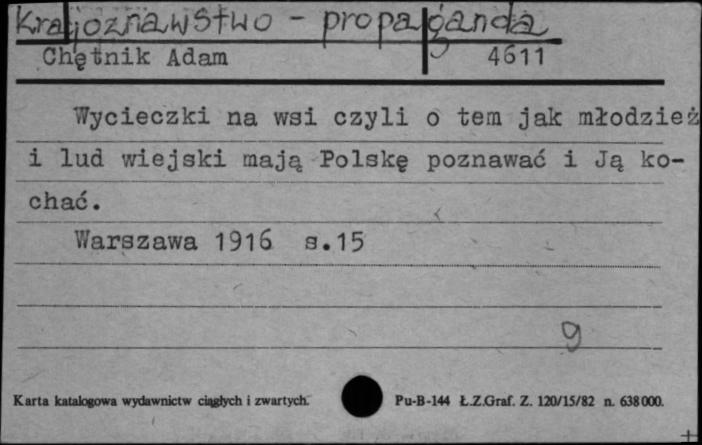 Krajoznawstwo - propaganda
Chętnik Adam 4611
Wycieczki na wsi czyli o tem jak młodzież
i lud wiejski mają Polskę poznawać i Ją ko-
chać.
Warszawa 1916 s.15
9
Karta katalogowa wydawnictw ciągłych i zwartych. Pu-B-144 Ł.Z.Graf. Z. 120/15/82 n. 638000.